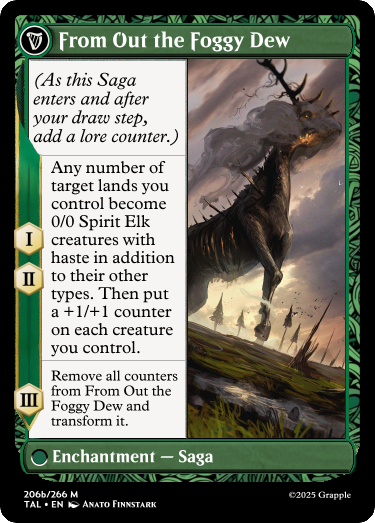 From Out the Foggy Dew
(As this Saga
enters and after
your draw step,
add a lore counter.)
I
II
Any number of
target lands you
control become
0/0 Spirit Elk
creatures with
haste in addition
to their other
types. Then put
a +1/+1 counter
on each creature
you control.
III
Remove all counters
from From Out the
Foggy Dew and
transform it.
Enchantment — Saga
206b/266 M
TAL • EN ANATO FINNSTARK
©2025 Grapple